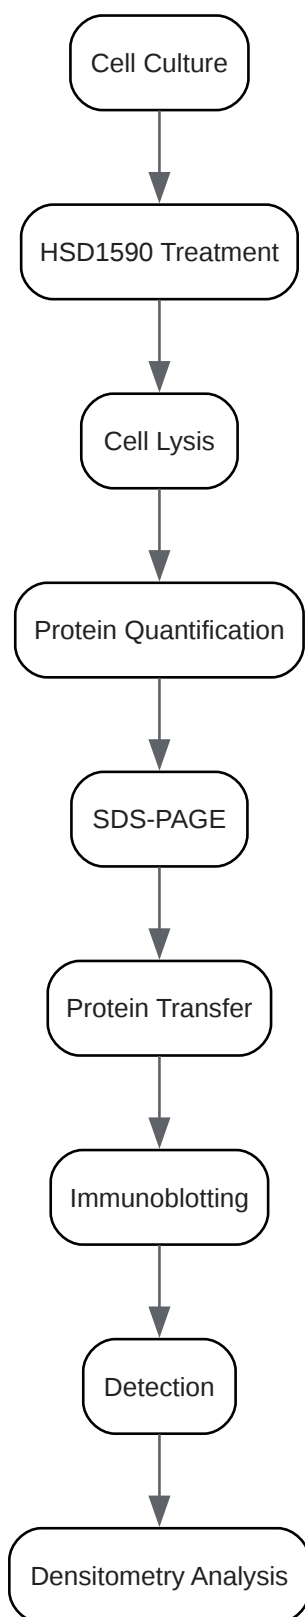 Cell Culture
HSD1590 Treatment
Cell Lysis
Protein Quantification
SDS-PAGE
Protein Transfer
Immunoblotting
Detection
Densitometry Analysis